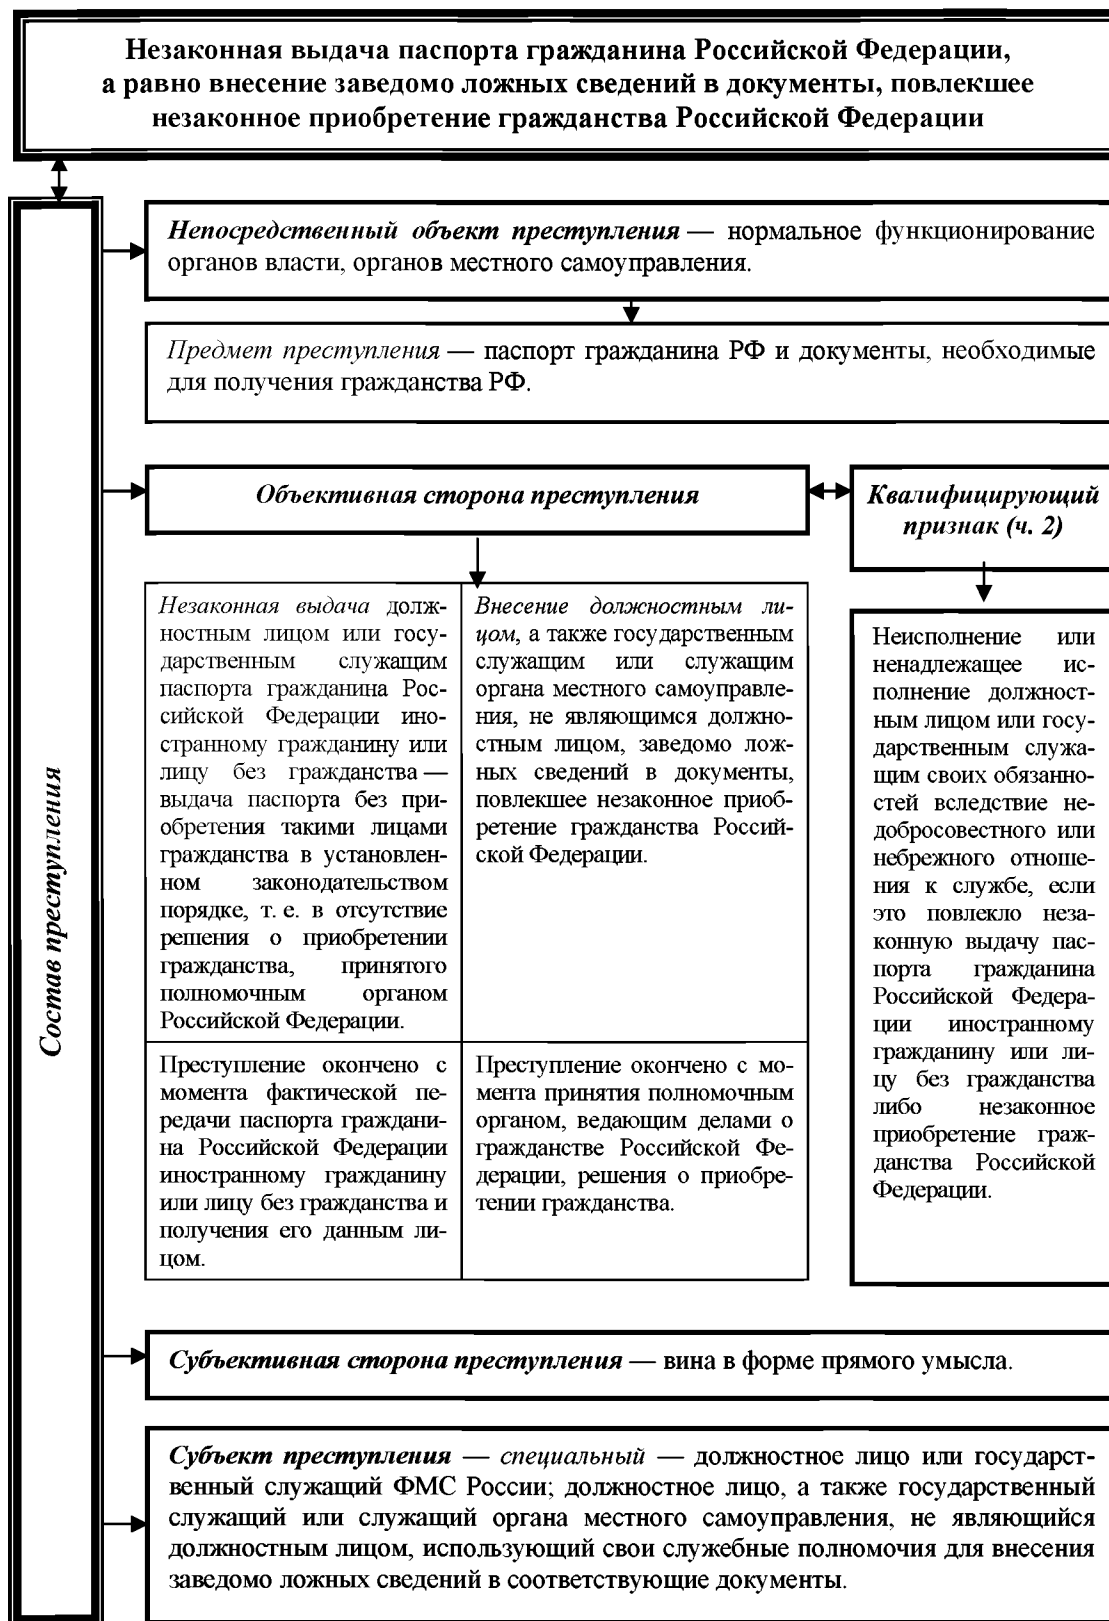 Незаконная выдача паспорта гражданина Российской Федерации,
а равно внесение заведомо ложных сведений в документы, повлекшее
незаконное приобретение гражданства Российской Федерации
Состав преступления
Непосредственный объект преступления — нормальное функционирование
органов власти, органов местного самоуправления.
Предмет преступления — паспорт гражданина РФ и документы, необходимые
для получения гражданства РФ.
Объективная сторона преступления
Квалифицирующий
признак (ч. 2)
Незаконная выдача долж-
ностным лицом или госу-
дарственным служащим
паспорта гражданина Рос-
сийской Федерации ино-
странному гражданину или
лицу без гражданства —
выдача паспорта без при-
обретения такими лицами
гражданства в установлен-
ном законодательством
порядке, т. е. в отсутствие
решения о приобретении
гражданства, принятого
полномочным органом
Российской Федерации.
Внесение должностным ли-
цом, а также государственным
служащим или служащим
органа местного самоуправле-
ния, не являющимся должно-
стным лицом, заведомо лож-
ных сведений в документы,
повлекшее незаконное приоб-
ретение гражданства Россий-
ской Федерации.
Преступление окончено с
момента фактической пе-
редачи паспорта граждани-
на Российской Федерации
иностранному гражданину
или лицу без гражданства и
получения его данным ли-
цом.
Преступление окончено с мо-
мента принятия полномочным
органом, ведающим делами о
гражданстве Российской Фе-
дерации, решения о приобре-
тении гражданства.
Неисполнение или
ненадлежащее ис-
полнение должност-
ным лицом или госу-
дарственным служа-
щим своих обязанно-
стей вследствие не-
добросовестного или
небрежного отноше-
ния к службе, если
это повлекло неза-
конную выдачу пас-
порта гражданина
Российской Федера-
ции иностранному
гражданину или ли-
цу без гражданства
либо незаконное
приобретение граж-
данства Российской
Федерации.
Субъективная сторона преступления — вина в форме прямого умысла.
Субъект преступления — специальный — должностное лицо или государст-
венный служащий ФМС России; должностное лицо, а также государственный
служащий или служащий органа местного самоуправления, не являющийся
должностным лицом, использующий свои служебные полномочия для внесения
заведомо ложных сведений в соответствующие документы.